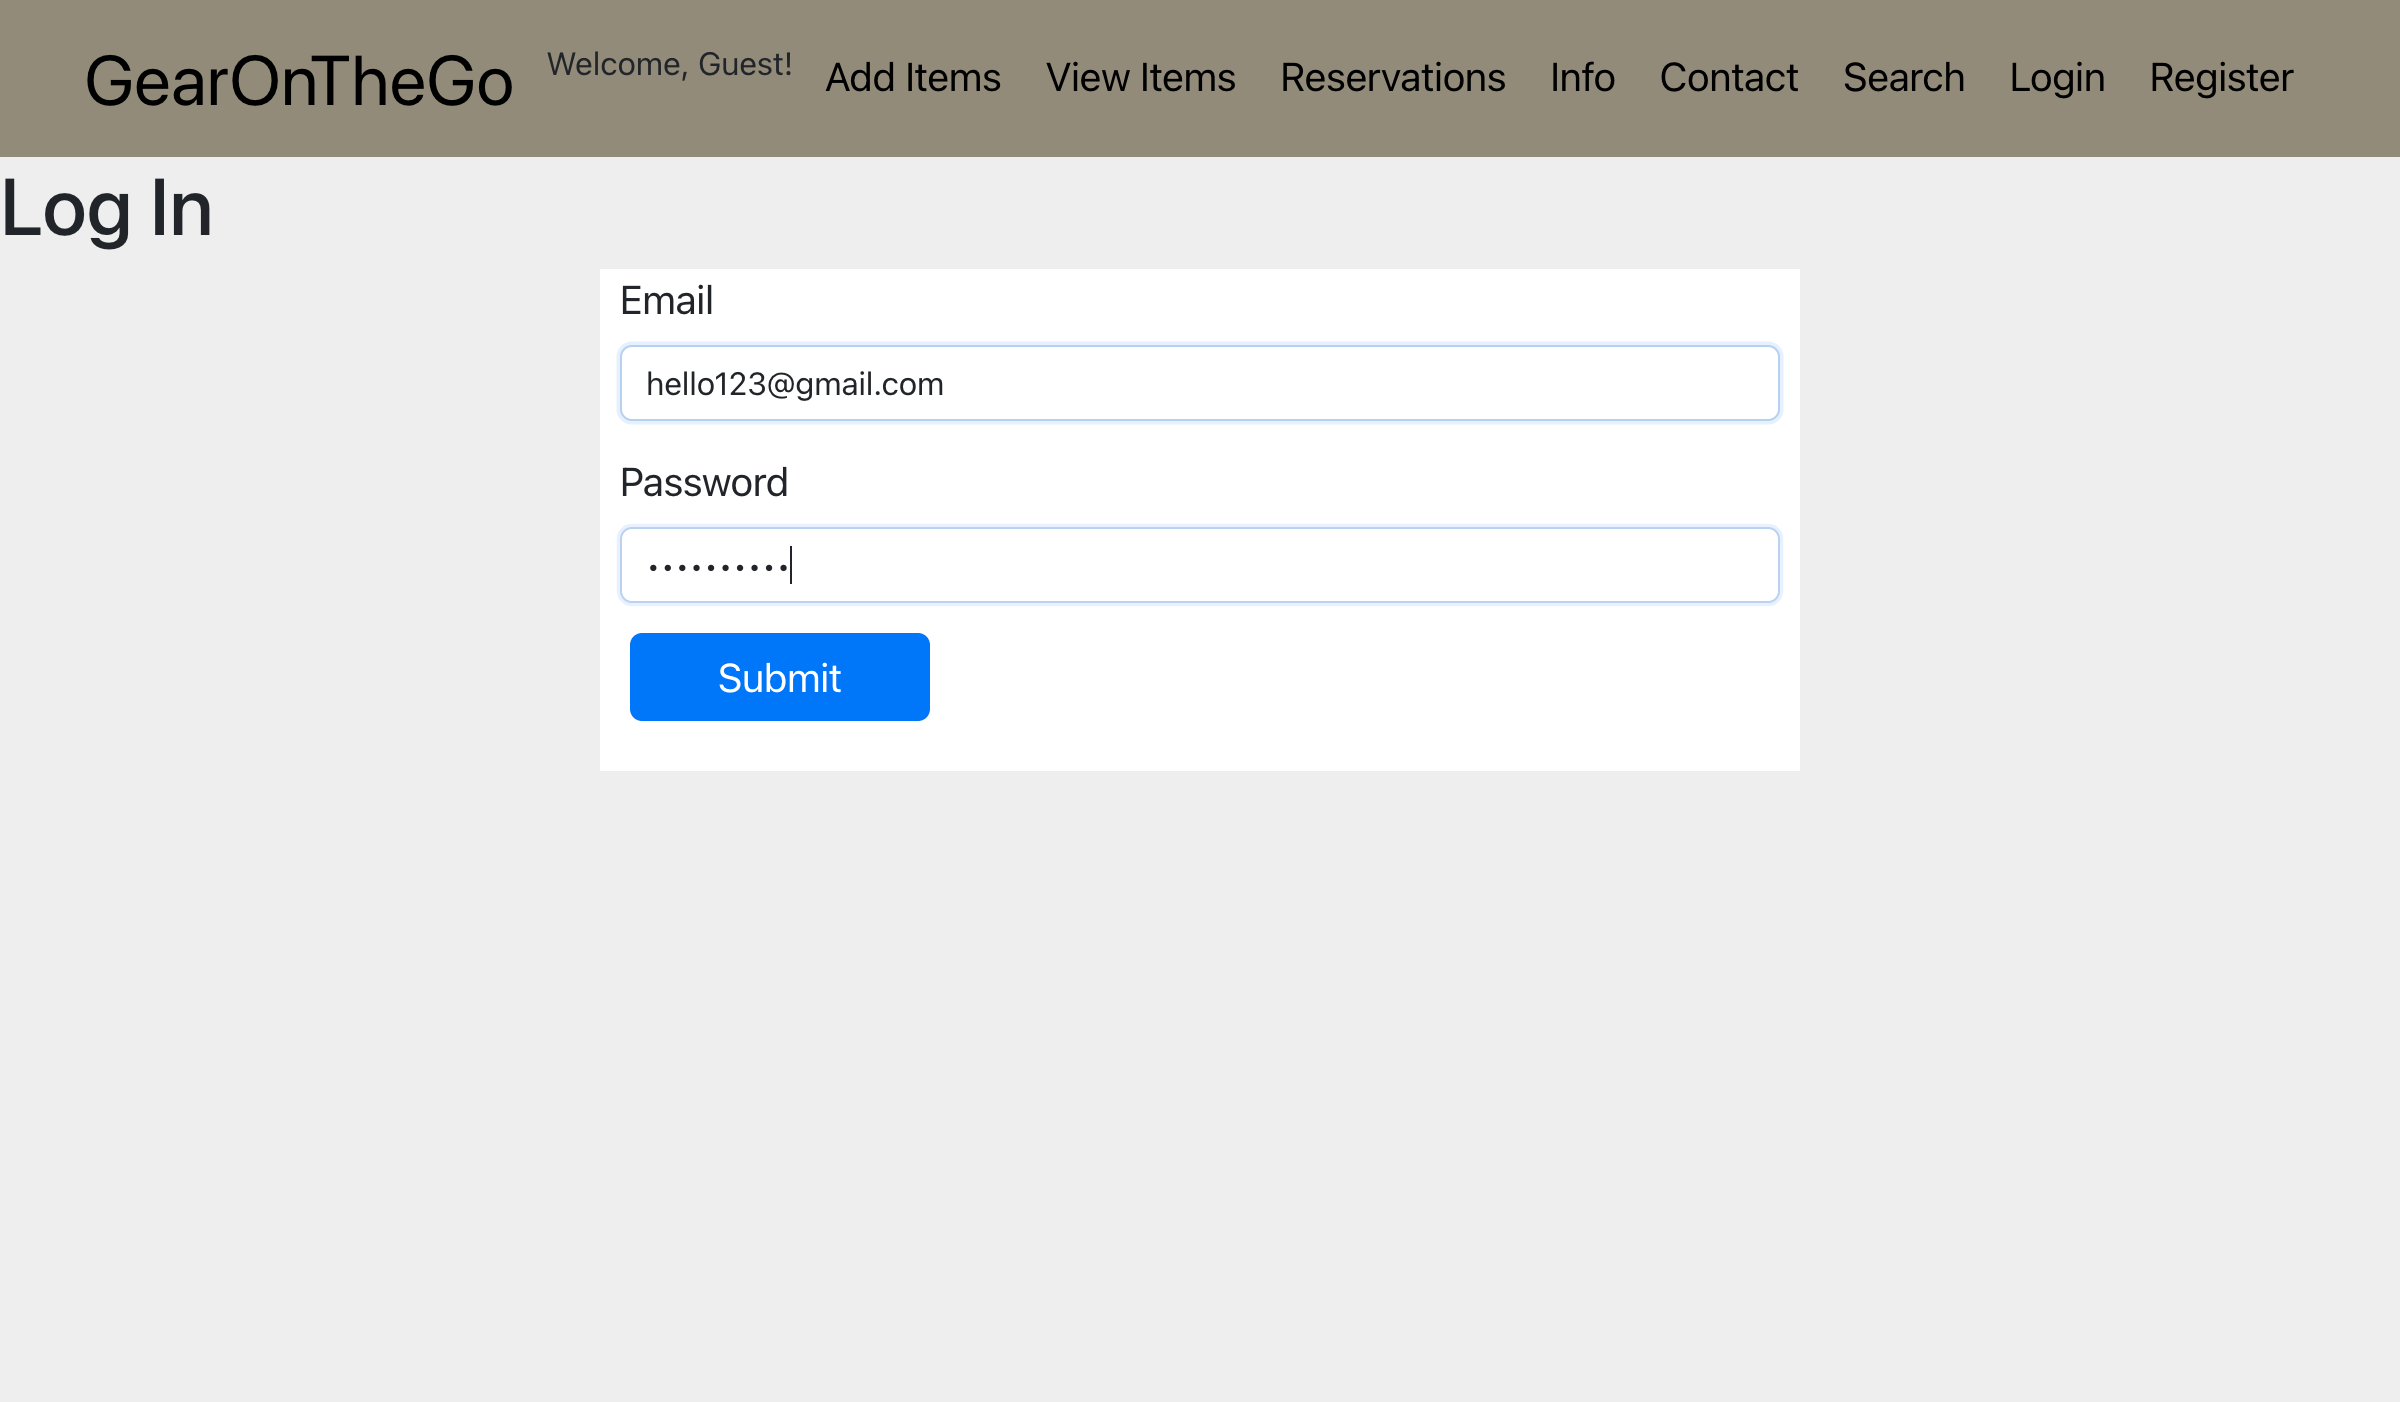 GearOnTheGo Welcome, Guest! Add Items View Items Reservations Info Contact Search Login Register
Log In
Email
hello123@gmail.com
Password
••••••••••
Submit